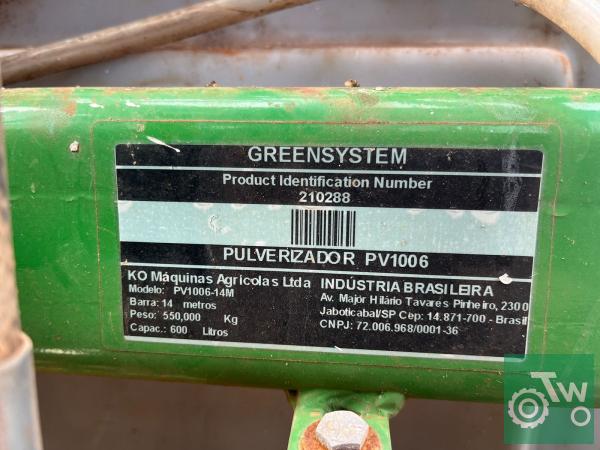 GREENSYSTEM
Product Identification Number
210288
PULVERIZADOR PV1006
KO Máquinas Agrícolas Ltda
Modelo: PV1006-14M
Barra: 14 metros
Peso: 550,000 Kg
Capac.: 600 Litros
INDÚSTRIA BRASILEIRA
Av. Major Hilário Tavares Pinheiro, 2300
Jaboticabal/SP Cep: 14.871-700 - Brasil
CNPJ: 72.006.968/0001-36
TWO